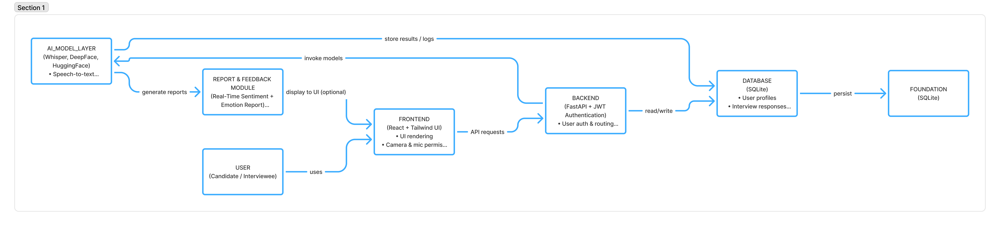 Section 1
AI_MODEL_LAYER
(Whisper, DeepFace,
HuggingFace)
• Speech-to-text...
store results / logs
invoke models
generate reports
REPORT & FEEDBACK
MODULE
(Real-Time Sentiment +
Emotion Report)...
display to UI (optional)
USER
(Candidate / Interviewee)
uses
FRONTEND
(React + Tailwind UI)
• UI rendering
• Camera & mic permis...
API requests
BACKEND
(FastAPI + JWT
Authentication)
• User auth & routing...
read/write
DATABASE
(SQLite)
• User profiles
• Interview responses...
persist
FOUNDATION
(SQLite)